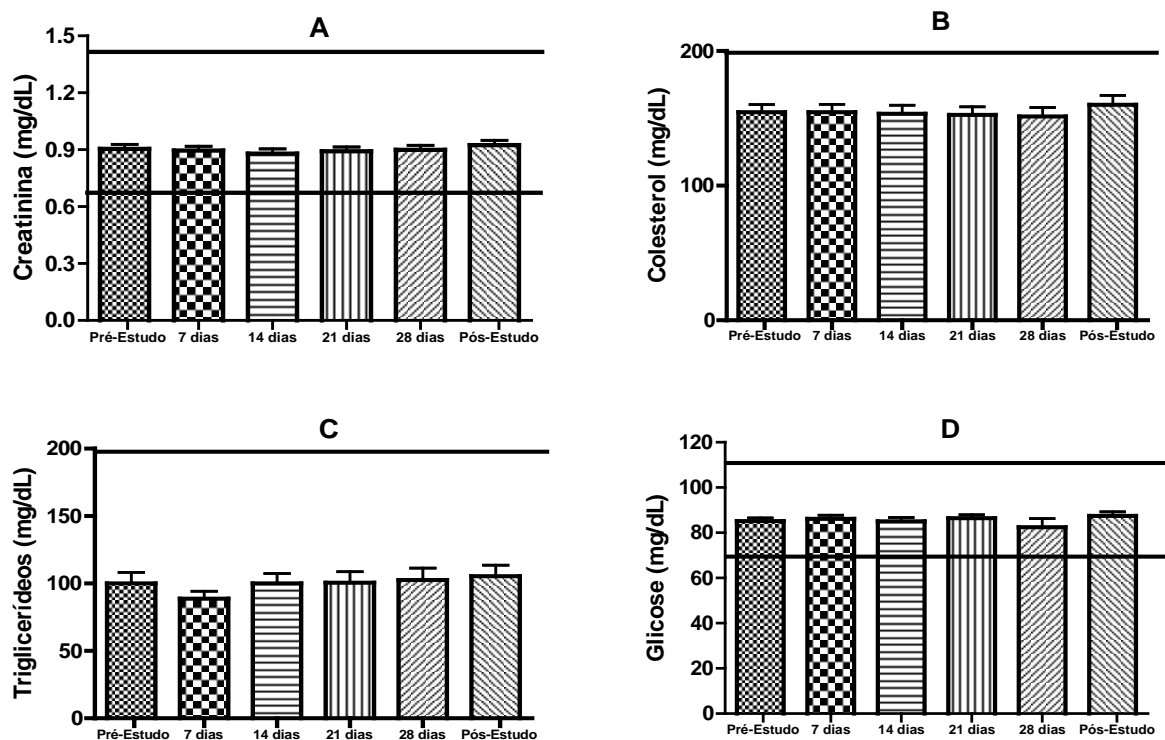 A
Creatinina (mg/dL)
1.5
1.2
0.9
0.6
0.3
0.0
Pré-Estudo 7 dias 14 dias 21 dias 28 dias Pós-Estudo
B
Colesterol (mg/dL)
200
100
0
Pré-Estudo 7 dias 14 dias 21 dias 28 dias Pós-Estudo
C
Triglicerídeos (mg/dL)
200
150
100
50
0
Pré-Estudo 7 dias 14 dias 21 dias 28 dias Pós-Estudo
D
Glicose (mg/dL)
120
100
80
60
40
20
0
Pré-Estudo 7 dias 14 dias 21 dias 28 dias Pós-Estudo